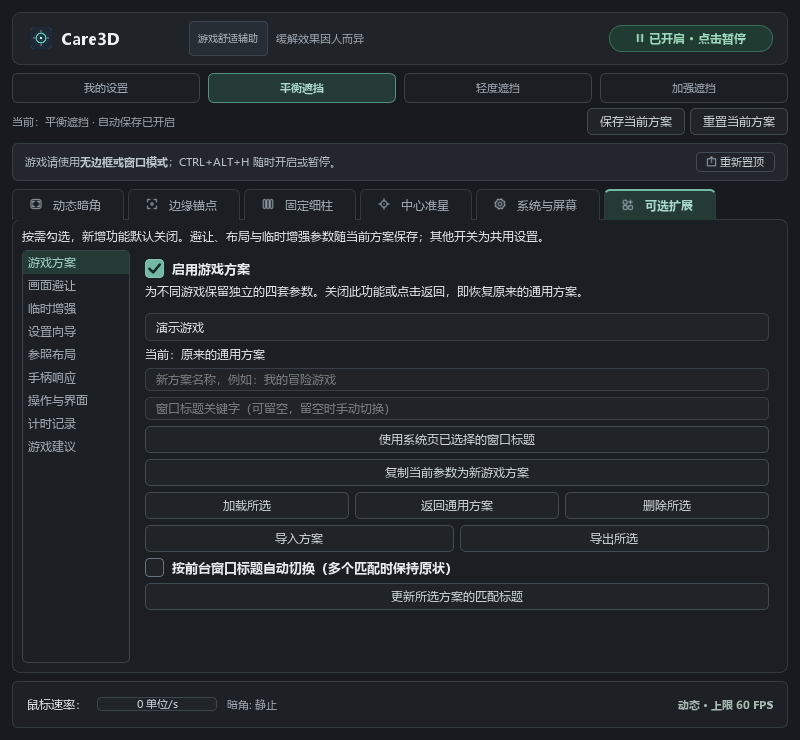 Care3D
游戏舒适辅助
缓解效果因人而异
已开启・点击暂停
我的设置
平衡遮挡
轻度遮挡
加强遮挡
当前：平衡遮挡 · 自动保存已开启
保存当前方案
重置当前方案
游戏请使用无边框或窗口模式；CTRL+ALT+H 随时开启或暂停。
重新置顶
动态暗角
边缘锚点
固定细柱
中心准星
系统与屏幕
可选扩展
按需勾选，新增功能默认关闭。避让、布局与临时增强参数随当前方案保存；其他开关为共用设置。
游戏方案
画面避让
临时增强
设置向导
参照布局
手柄响应
操作与界面
计时记录
游戏建议
启用游戏方案
为不同游戏保留独立的四套参数。关闭此功能或点击返回，即恢复原来的通用方案。
演示游戏
当前：原来的通用方案
新方案名称，例如：我的冒险游戏
窗口标题关键字（可留空，留空时手动切换）
使用系统页已选择的窗口标题
复制当前参数为新游戏方案
加载所选
返回通用方案
删除所选
导入方案
导出所选
按前台窗口标题自动切换（多个匹配时保持原状）
更新所选方案的匹配标题
鼠标速率：
0 单位/s
暗角: 静止
动态・上限 60 FPS